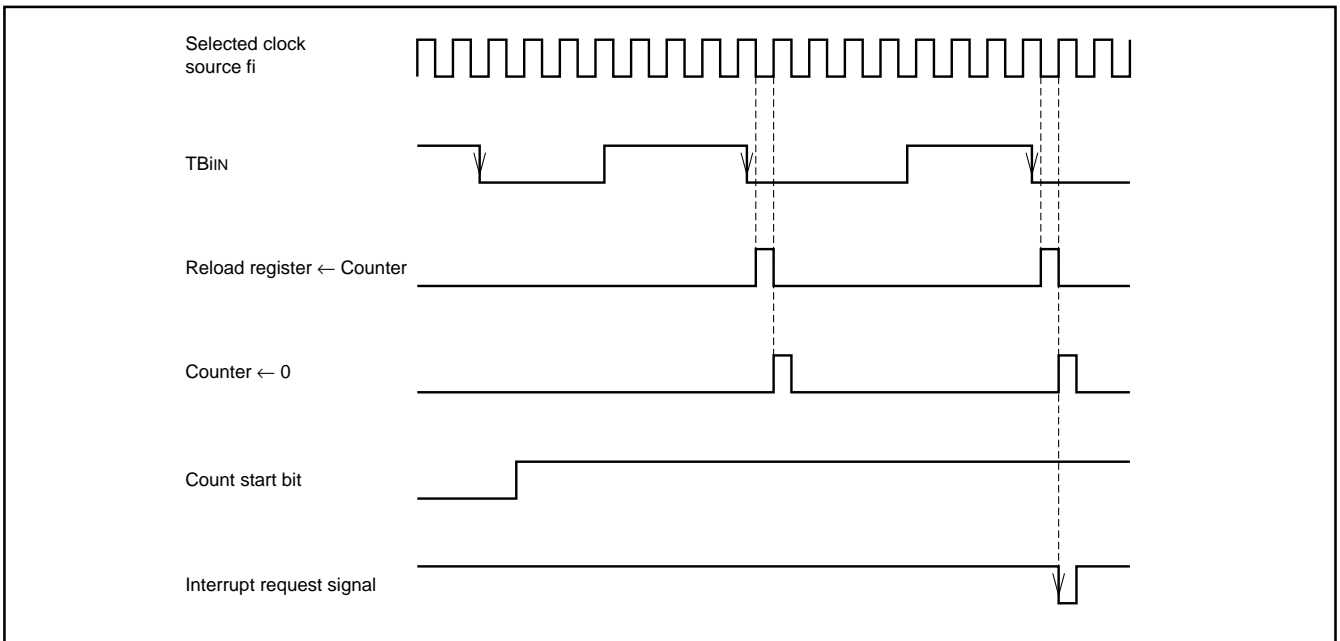 Selected clock
source fi
TBiIN
Reload register ← Counter
Counter ← 0
Count start bit
Interrupt request signal